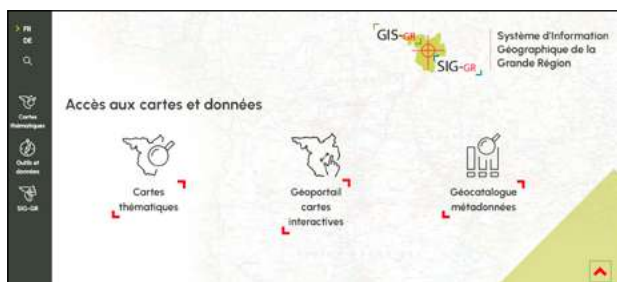 > FR
DE
Cartes
thématiques
Outils et
données
SIG-GR
GIS-GR
SIG-GR
Système d'Information
Géographique de la
Grande Région
Accès aux cartes et données
Cartes
thématiques
Géoportail
cartes
interactives
Géocatalogue
métadonnées